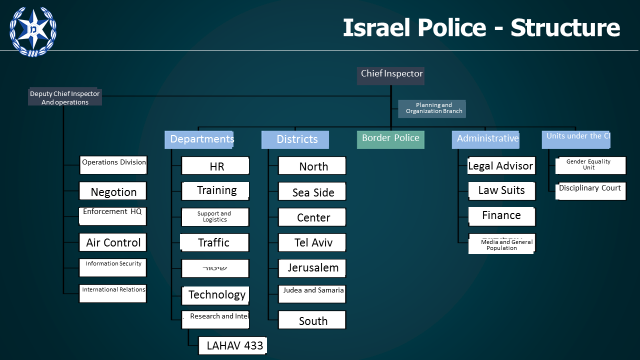 Israel Police - Structure
Chief Inspector
Deputy Chief Inspector
And operations
Planning and
Organization Branch
Departments
Districts
Border Police
Administrative
Units under the
Operations Division
HR
North
Legal Advisor
Gender Equality
Unit
Negotion
Training
Sea Side
Law Suits
Disciplinary Court
Enforcement HQ
Support and
Logistics
Center
Finance
Air Control
Traffic
Tel Aviv
Media and General
Population
Information Security
Jerusalem
International Relations
Technology
Judea and Samaria
Research and
South
LAHAV 433